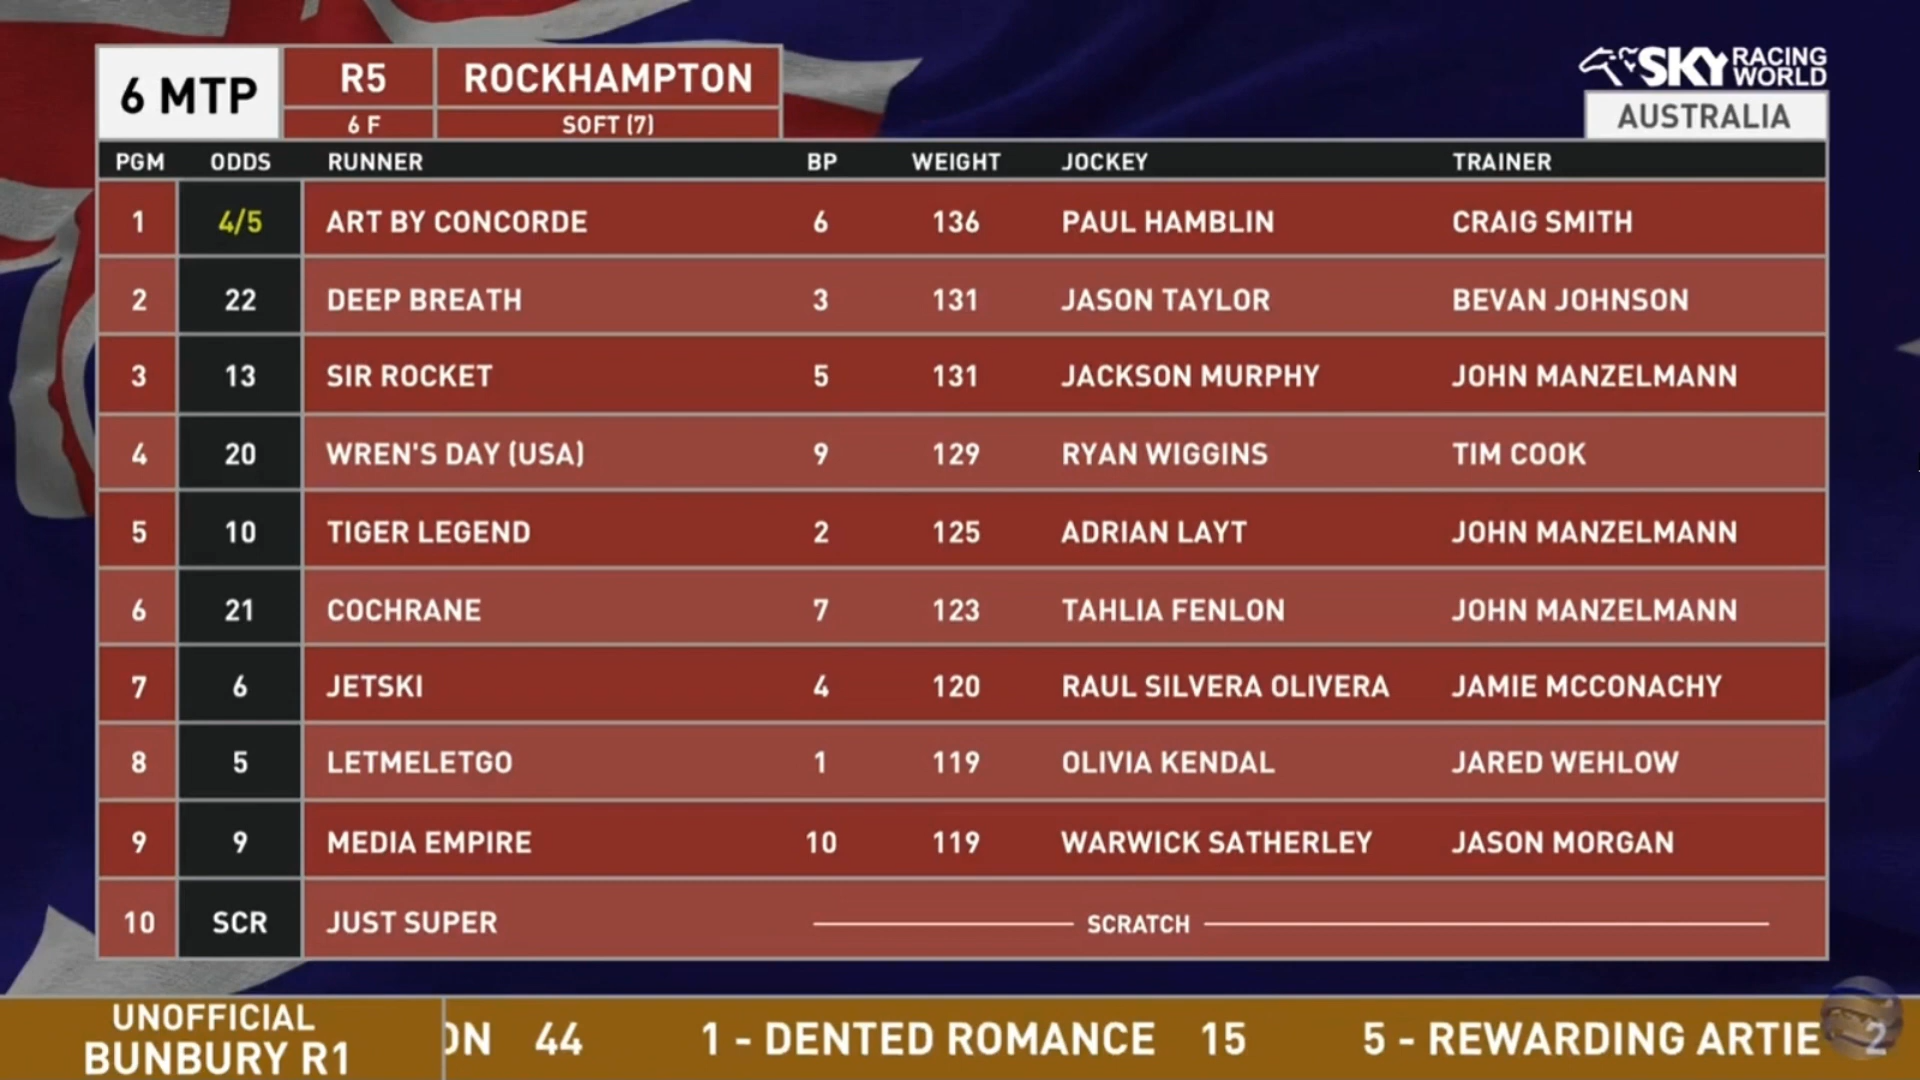 6 MTP R5 ROCKHAMPTON
6 F SOFT (7)
SKY RACING WORLD
AUSTRALIA
PGM ODDS RUNNER BP WEIGHT JOCKEY TRAINER
1 4/5 ART BY CONCORDE 6 136 PAUL HAMBLIN CRAIG SMITH
2 22 DEEP BREATH 3 131 JASON TAYLOR BEVAN JOHNSON
3 13 SIR ROCKET 5 131 JACKSON MURPHY JOHN MANZELMANN
4 20 WREN'S DAY (USA) 9 129 RYAN WIGGINS TIM COOK
5 10 TIGER LEGEND 2 125 ADRIAN LAYT JOHN MANZELMANN
6 21 COCHRANE 7 123 TAHLIA FENLON JOHN MANZELMANN
7 6 JETSKI 4 120 RAUL SILVERA OLIVERA JAMIE MCCONACHY
8 5 LETMELETGO 1 119 OLIVIA KENDAL JARED WEHLOW
9 9 MEDIA EMPIRE 10 119 WARWICK SATHERLEY JASON MORGAN
10 SCR JUST SUPER SCRATCH
UNOFFICIAL
BUNBURY R1
ON 44 1 - DENTED ROMANCE 15 5 - REWARDING ARTIE 2